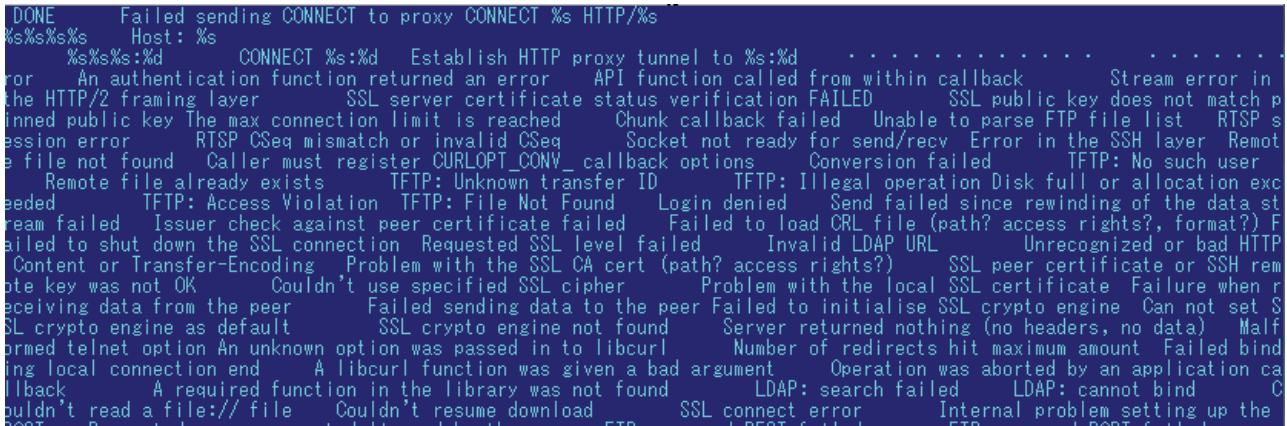 DONE Failed sending CONNECT to proxy CONNECT %s HTTP/%s
%s%s%s%s Host: %s
%s%s%s:%d CONNECT %s:%d Establish HTTP proxy tunnel to %s:%d . . . . . . . . . . . . . . . . . . .
ror An authentication function returned an error API function called from within callback Stream error in
the HTTP/2 framing layer SSL server certificate status verification FAILED SSL public key does not match p
inned public key The max connection limit is reached Chunk callback failed Unable to parse FTP file list RTSP s
ession error RTSP CSeq mismatch or invalid CSeq Socket not ready for send/recv Error in the SSH layer Remot
e file not found Caller must register CURLOPT_CONV_ callback options Conversion failed TFTP: No such user
Remote file already exists TFTP: Unknown transfer ID TFTP: Illegal operation Disk full or allocation exc
eeded TFTP: Access Violation TFTP: File Not Found Login denied Send failed since rewinding of the data st
ream failed Issuer check against peer certificate failed Failed to load CRL file (path? access rights?, format?) F
ailed to shut down the SSL connection Requested SSL level failed Invalid LDAP URL Unrecognized or bad HTTP
Content or Transfer-Encoding Problem with the SSL CA cert (path? access rights?) SSL peer certificate or SSH rem
ote key was not OK Couldn't use specified SSL cipher Problem with the local SSL certificate Failure when r
eceiving data from the peer Failed sending data to the peer Failed to initialise SSL crypto engine Can not set S
SL crypto engine as default SSL crypto engine not found Server returned nothing (no headers, no data) Malf
ormed telnet option An unknown option was passed in to libcurl Number of redirects hit maximum amount Failed bind
ing local connection end A libcurl function was given a bad argument Operation was aborted by an application ca
llback A required function in the library was not found LDAP: search failed LDAP: cannot bind C
ouldn't read a file:// file Couldn't resume download SSL connect error Internal problem setting up the